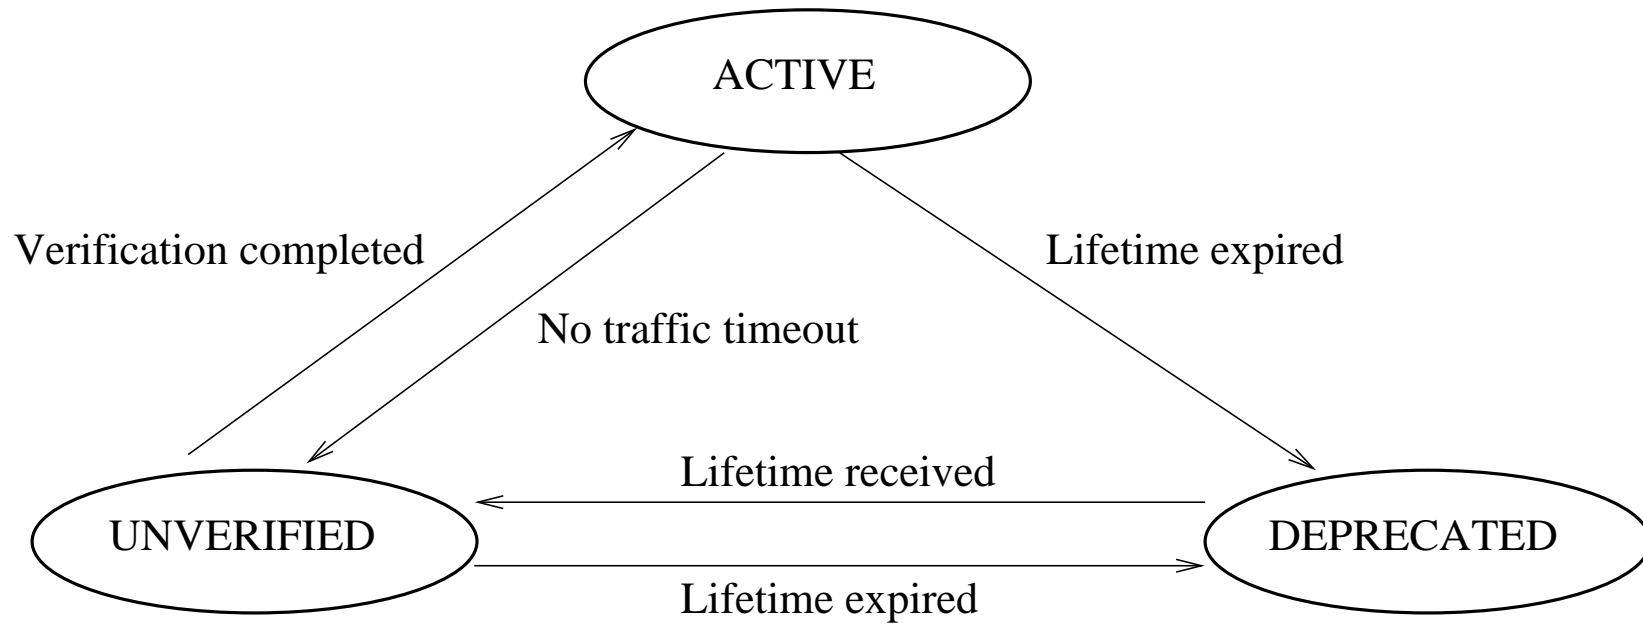 ACTIVE
Verification completed
Lifetime expired
No traffic timeout
Lifetime received
UNVERIFIED
DEPRECATED
Lifetime expired